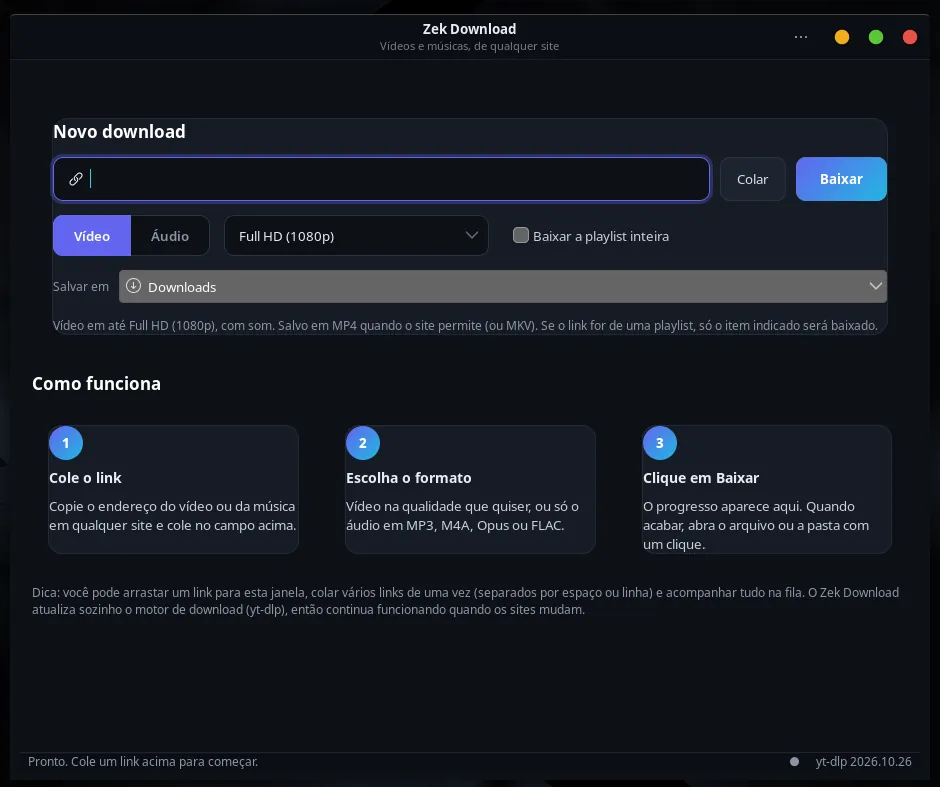 Zek Download
Vídeos e músicas, de qualquer site
Novo download
Colar
Baixar
Vídeo
Áudio
Full HD (1080p)
Baixar a playlist inteira
Salvar em
Downloads
Vídeo em até Full HD (1080p), com som. Salvo em MP4 quando o site permite (ou MKV). Se o link for de uma playlist, só o item indicado será baixado.
Como funciona
1
Cole o link
Copie o endereço do vídeo ou da música
em qualquer site e cole no campo acima.
2
Escolha o formato
Vídeo na qualidade que quiser, ou só o
áudio em MP3, M4A, Opus ou FLAC.
3
Clique em Baixar
O progresso aparece aqui. Quando
acabar, abra o arquivo ou a pasta com
um clique.
Dica: você pode arrastar um link para esta janela, colar vários links de uma vez (separados por espaço ou linha) e acompanhar tudo na fila. O Zek Download
atualiza sozinho o motor de download (yt-dlp), então continua funcionando quando os sites mudam.
Pronto. Cole um link acima para começar.
yt-dlp 2026.10.26